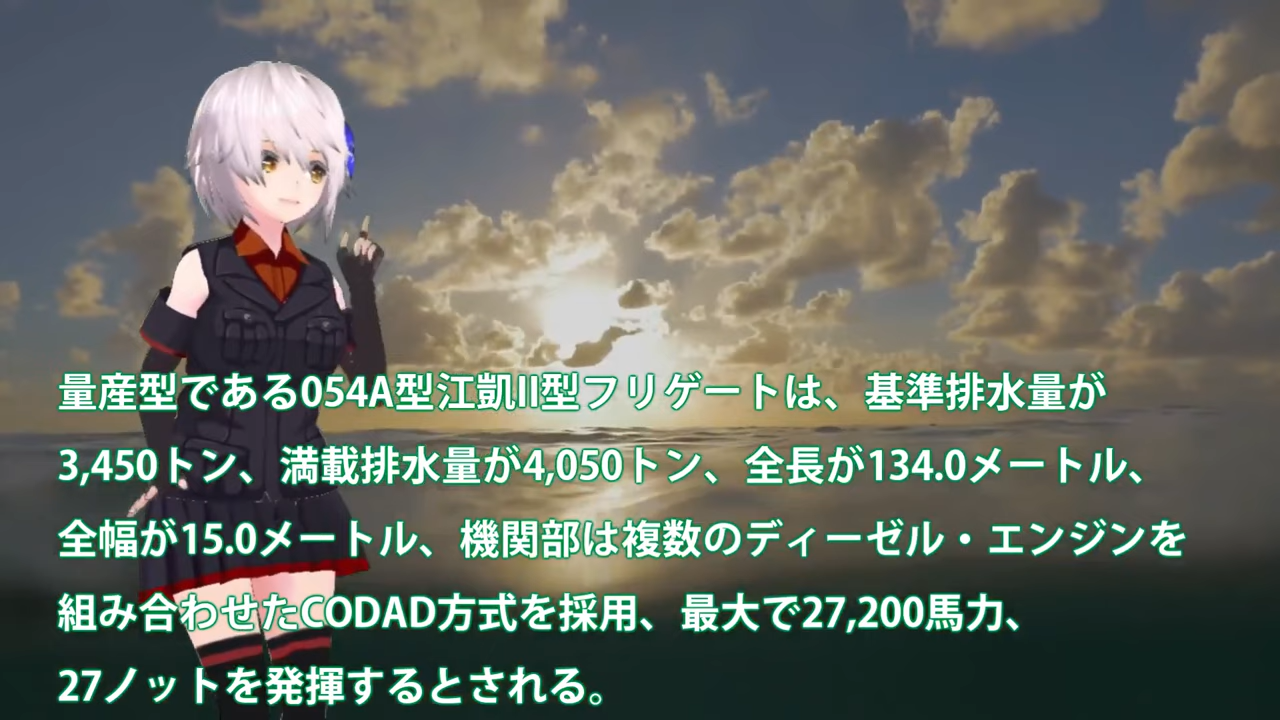 量産型である054A型江凱II型フリゲートは、基準排水量が
3,450トン、満載排水量が4,050トン、全長が134.0メートル、
全幅が15.0メートル、機関部は複数のディーゼル・エンジンを
組み合わせたCODAD方式を採用、最大で27,200馬力、
27ノットを発揮するとされる。